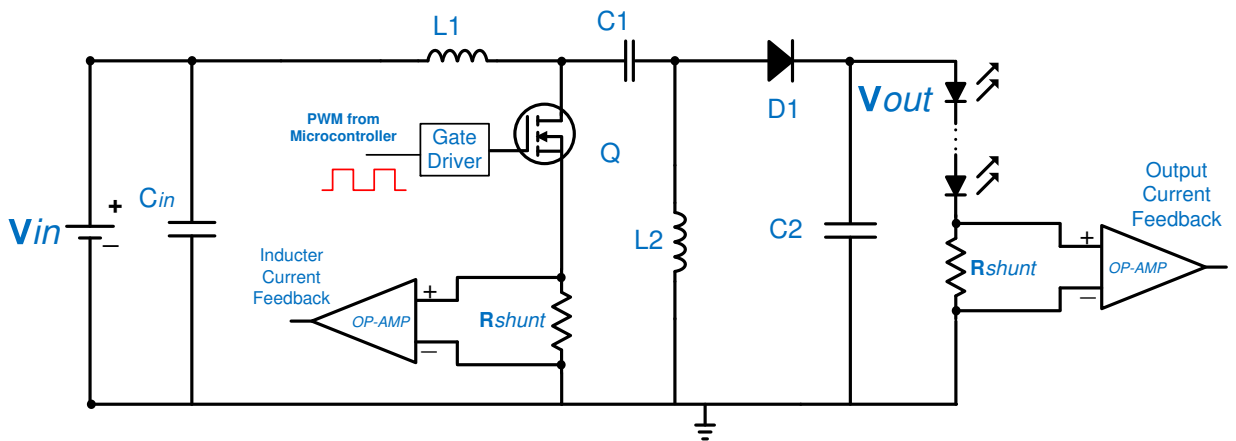 L1
C1
D1
Vout
PWM from
Microcontroller
Gate
Driver
Q
Output
Current
Feedback
+
Cin
Vin
–
L2
C2
+
OP-AMP
–
Rshunt
Inducter
Current
Feedback
+
OP-AMP
–
Rshunt